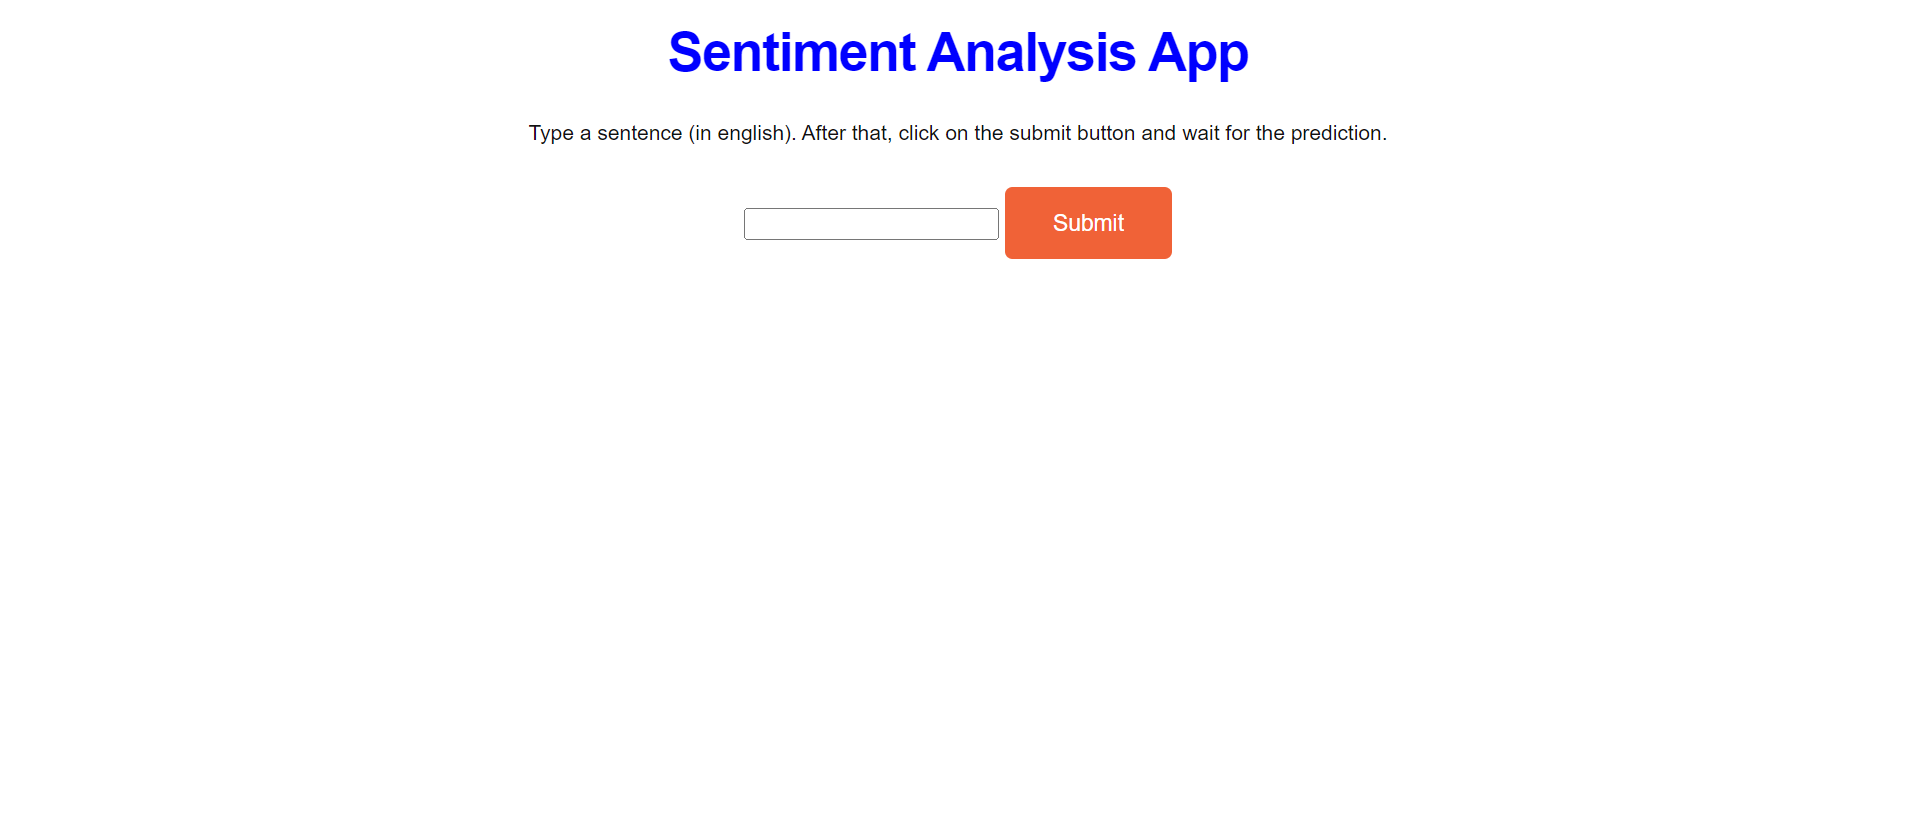 Sentiment Analysis App
Type a sentence (in english). After that, click on the submit button and wait for the prediction.
Submit